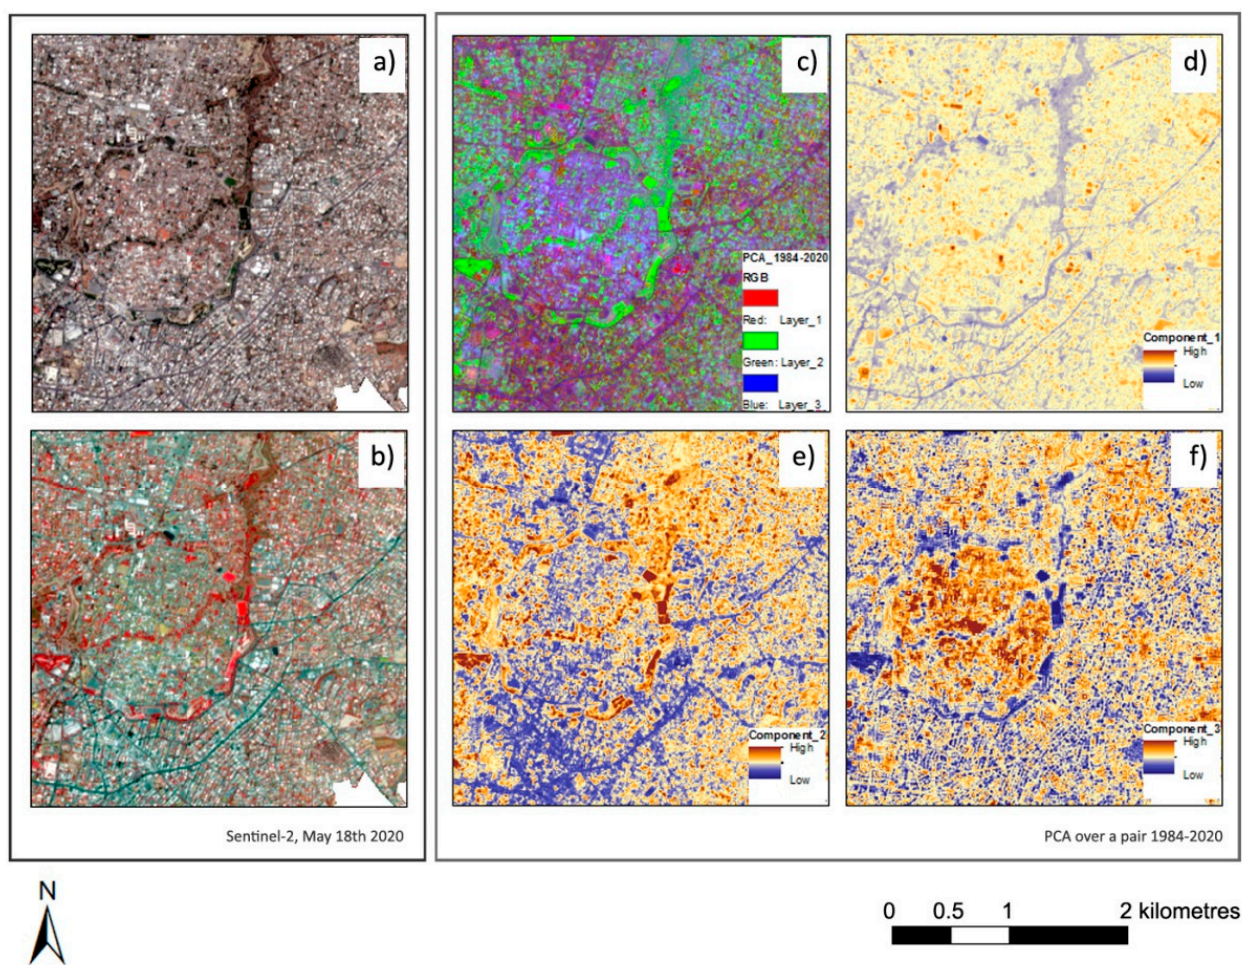 a)
b)
Sentinel-2, May 18th 2020
c)
PCA_1984-2020
RGB
Red: Layer_1
Green: Layer_2
Blue: Layer_3
d)
Component_1
High
Low
e)
Component_2
High
Low
f)
Component_3
High
Low
PCA over a pair 1984-2020
N
0 0.5 1 2 kilometres